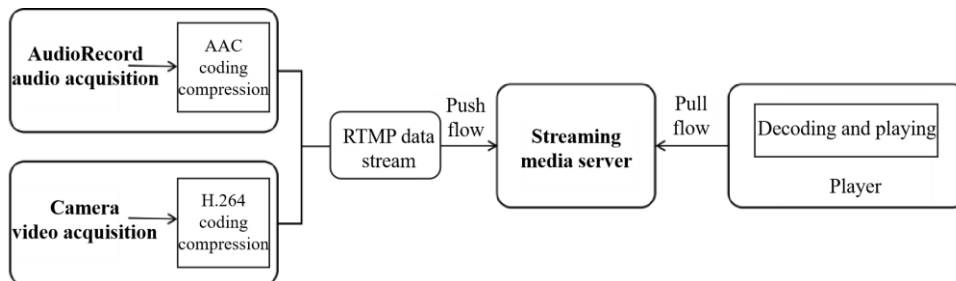 AudioRecord
audio acquisition
AAC
coding
compression
Camera
video acquisition
H.264
coding
compression
RTMP data
stream
Push
flow
Streaming
media server
Pull
flow
Decoding and playing
Player